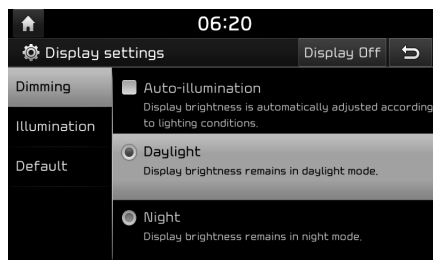 06:20
Display settings Display Off
Dimming
Auto-illumination
Display brightness is automatically adjusted according
to lighting conditions.
Illumination
Daylight
Display brightness remains in daylight mode.
Default
Night
Display brightness remains in night mode.